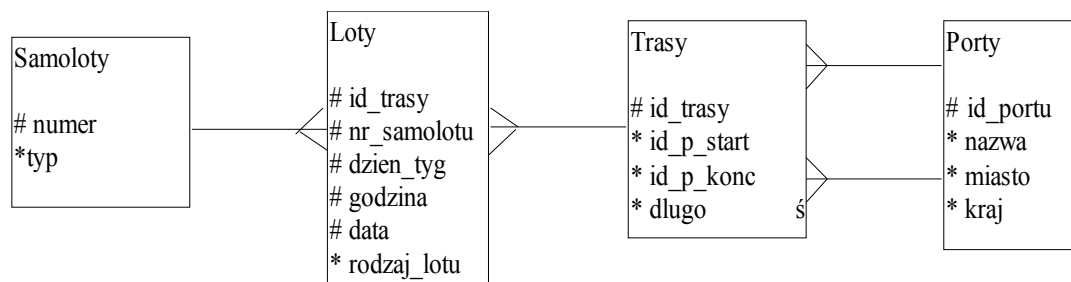 Samoloty
# numer
*typ
Loty
# id_trasy
# nr_samolotu
# dzien_tyg
# godzina
# data
* rodzaj_lotu
Trasy
# id_trasy
* id_p_start
* id_p_konc
* dlugo ś
Porty
# id_portu
* nazwa
* miasto
* kraj